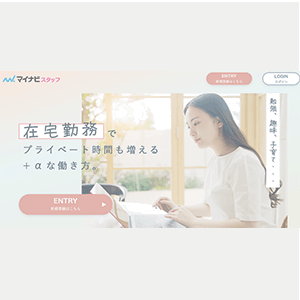 マイナビスタッフ
ENTRY
新規登録はこちら
LOGIN
在宅勤務で
プライベート時間も増える
+αな働き方。
勉強、趣味、子育て・・・・
ENTRY
新規登録はこちら